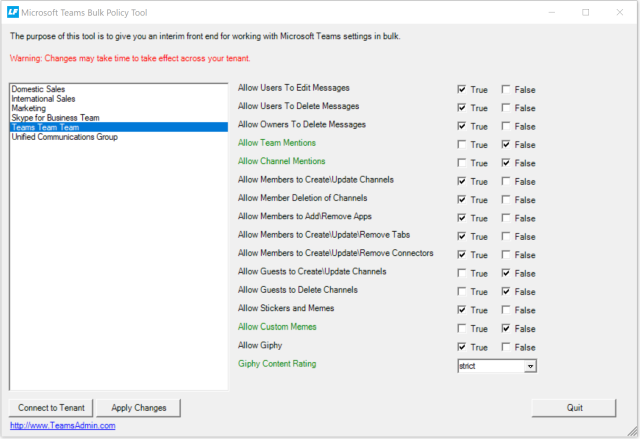 LF Microsoft Teams Bulk Policy Tool
The purpose of this tool is to give you an interim front end for working with Microsoft Teams settings in bulk.
Warning: Changes may take time to take effect across your tenant.
Domestic Sales
International Sales
Marketing
Skype for Business Team
Teams Team Team
Unified Communications Group
Allow Users To Edit Messages True False
Allow Users To Delete Messages True False
Allow Owners To Delete Messages True False
Allow Team Mentions True False
Allow Channel Mentions True False
Allow Members to Create\Update Channels True False
Allow Member Deletion of Channels True False
Allow Members to Add\Remove Apps True False
Allow Members to Create\Update\Remove Tabs True False
Allow Members to Create\Update\Remove Connectors True False
Allow Guests to Create\Update Channels True False
Allow Guests to Delete Channels True False
Allow Stickers and Memes True False
Allow Custom Memes True False
Allow Giphy True False
Giphy Content Rating strict
Connect to Tenant Apply Changes Quit
http://www.TeamsAdmin.com